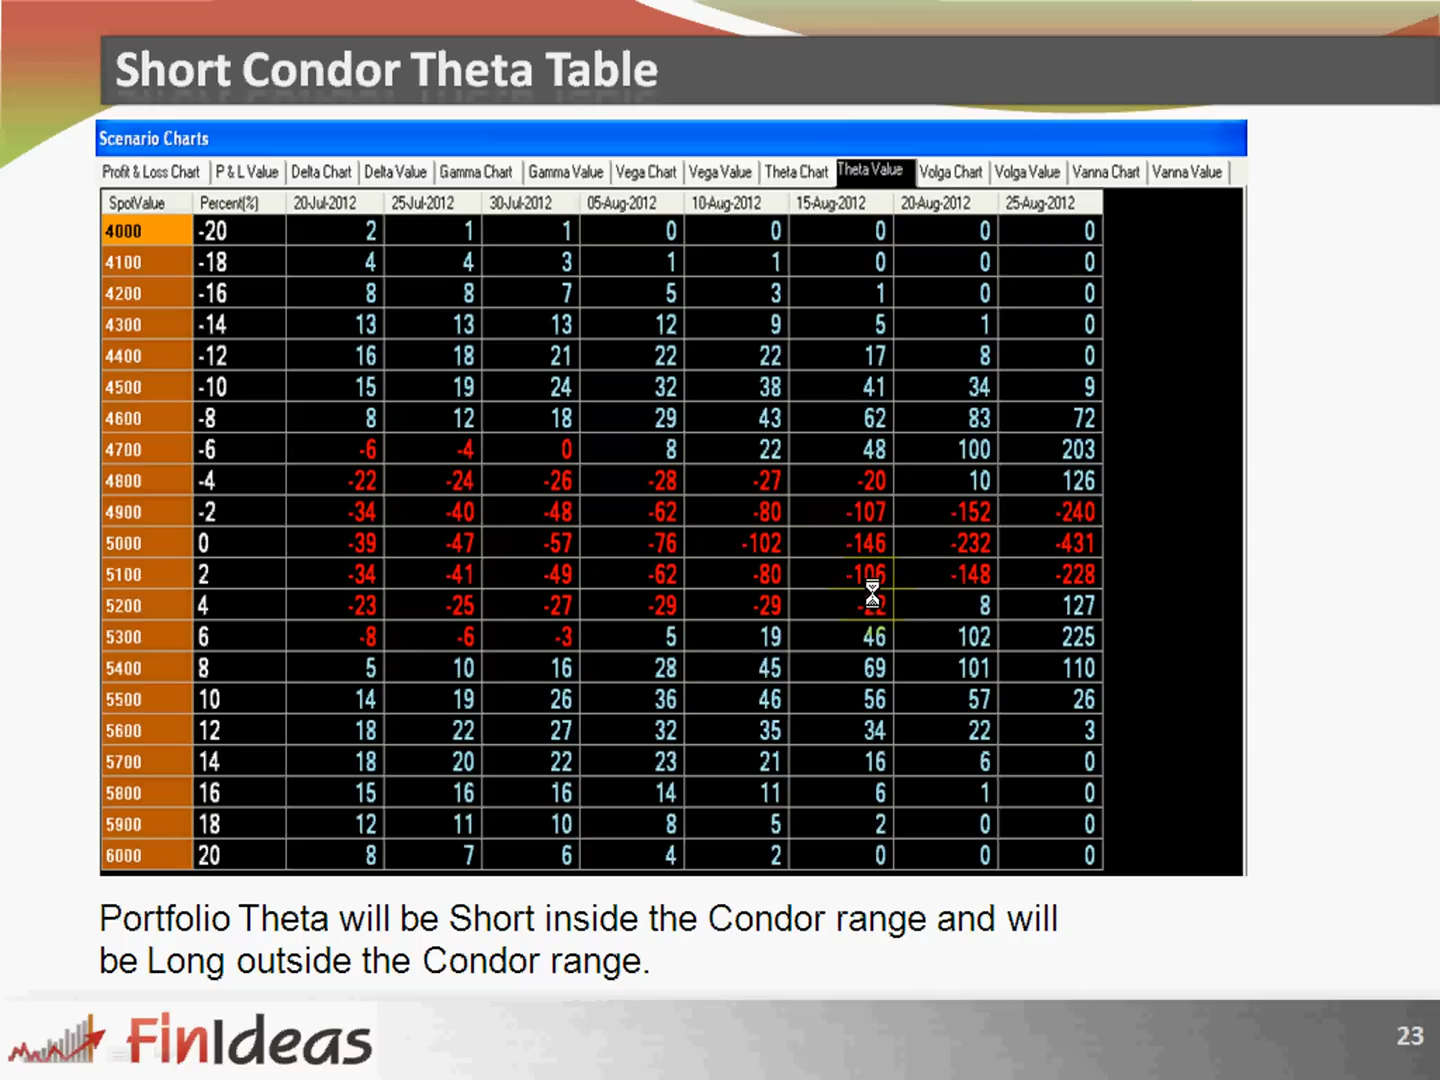 Short Condor Theta Table
Scenario Charts
Profit & Loss Chart P & L Value Delta Chart Delta Value Gamma Chart Gamma Value Vega Chart Vega Value Theta Chart Theta Value Volga Chart Volga Value Vanna Chart Vanna Value
SpotValue Percent(%) 20-Jul-2012 25-Jul-2012 30-Jul-2012 05-Aug-2012 10-Aug-2012 15-Aug-2012 20-Aug-2012 25-Aug-2012
4000 -20 2 1 1 0 0 0 0 0
4100 -18 4 4 3 1 1 0 0 0
4200 -16 8 8 7 5 3 1 0 0
4300 -14 13 13 13 12 9 5 1 0
4400 -12 16 18 21 22 22 17 8 0
4500 -10 15 19 24 32 38 41 34 9
4600 -8 8 12 18 29 43 62 83 72
4700 -6 -6 -4 0 8 22 48 100 203
4800 -4 -22 -24 -26 -28 -27 -20 10 126
4900 -2 -34 -40 -48 -62 -80 -107 -152 -240
5000 0 -39 -47 -57 -76 -102 -146 -232 -431
5100 2 -34 -41 -49 -62 -80 -106 -148 -228
5200 4 -23 -25 -27 -29 -29 -22 8 127
5300 6 -8 -6 -3 5 19 46 102 225
5400 8 5 10 16 28 45 69 101 110
5500 10 14 19 26 36 46 56 57 26
5600 12 18 22 27 32 35 34 22 3
5700 14 18 20 22 23 21 16 6 0
5800 16 15 16 16 14 11 6 1 0
5900 18 12 11 10 8 5 2 0 0
6000 20 8 7 6 4 2 0 0 0
Portfolio Theta will be Short inside the Condor range and will
be Long outside the Condor range.
FinIdeas
23